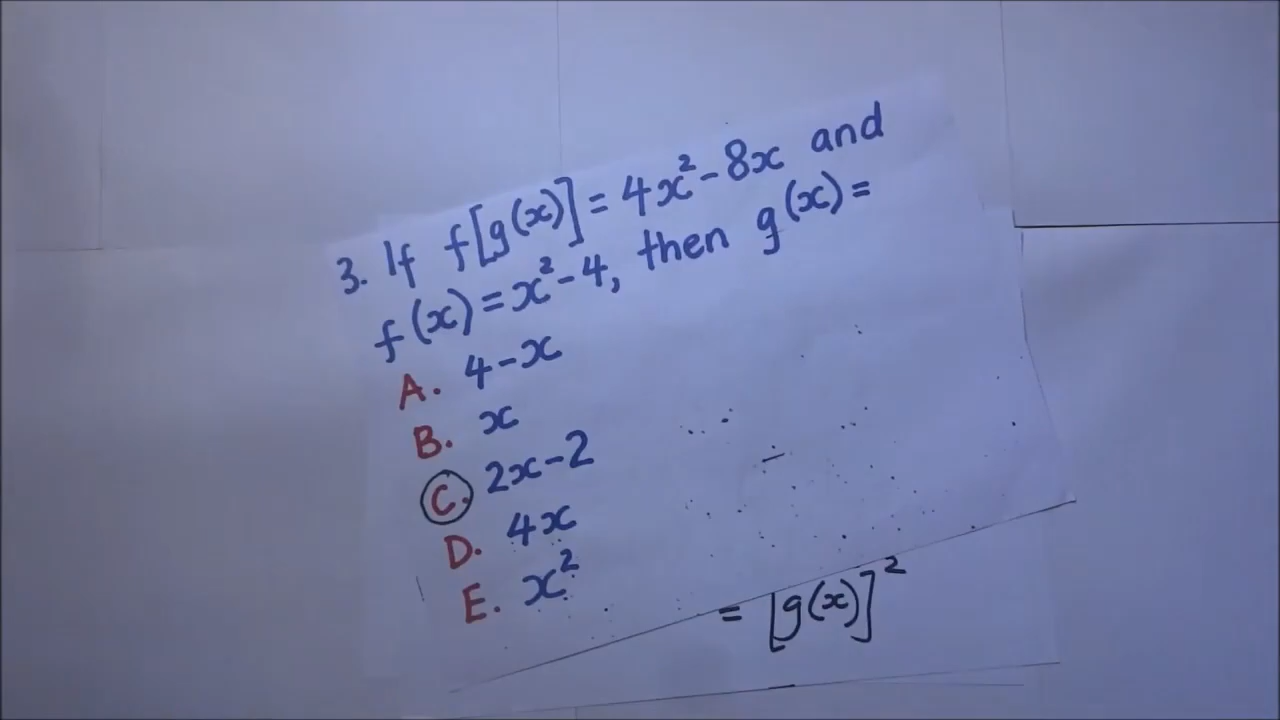 3. If f[g(x)] = 4x²-8x and
f(x) = x²-4, then g(x) =
A. 4-x
B. x
C. 2x-2
D. 4x
E. x²
= [g(x)]²